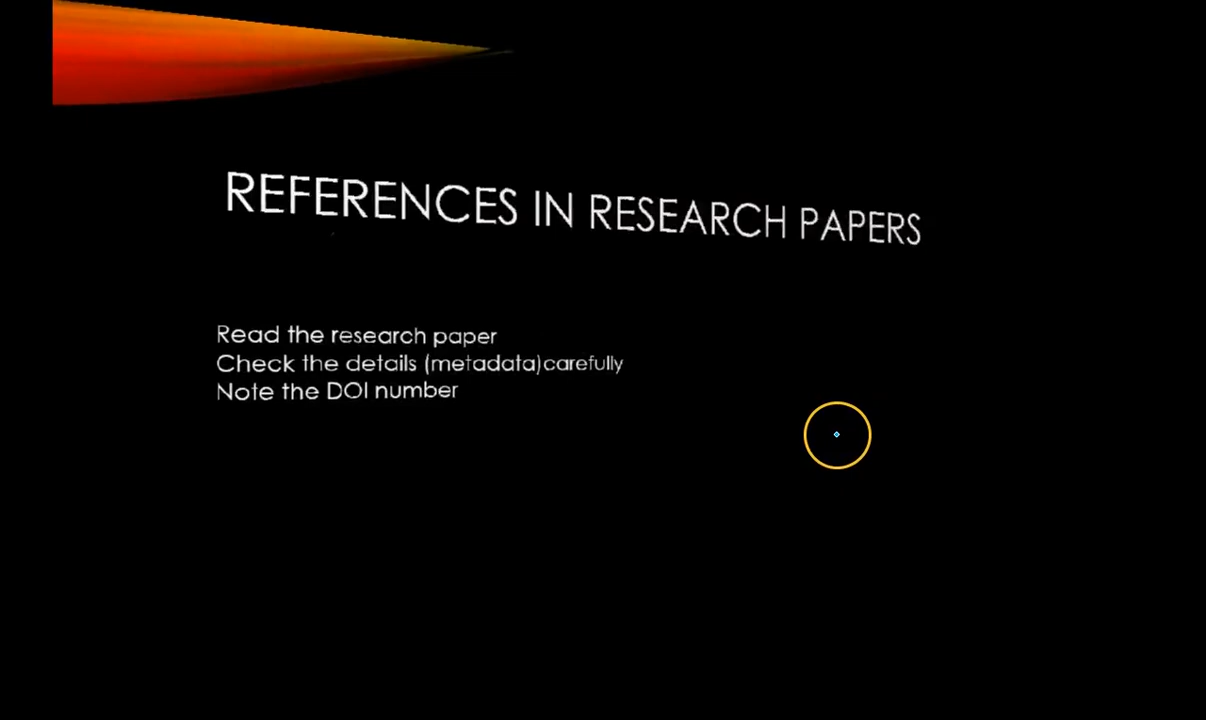 REFERENCES IN RESEARCH PAPERS
Read the research paper
Check the details (metadata)carefully
Note the DOI number